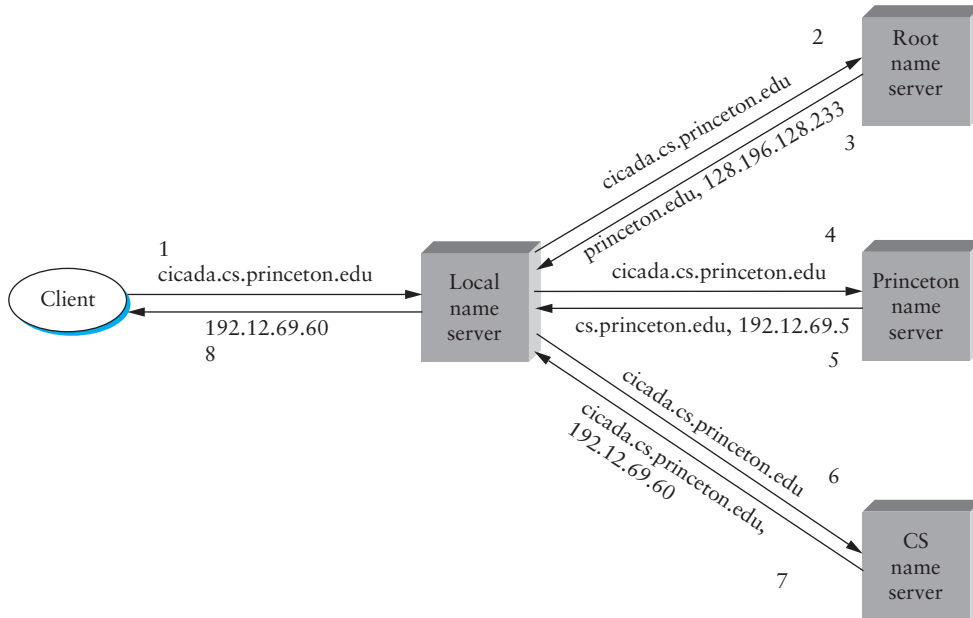 2
Root
name
server
cicada.cs.princeton.edu
princeton.edu, 128.196.128.233
3
1
cicada.cs.princeton.edu
Client
192.12.69.60
8
Local
name
server
4
cicada.cs.princeton.edu
Princeton
name
server
cs.princeton.edu, 192.12.69.5
5
cicada.cs.princeton.edu
cicada.cs.princeton.edu,
192.12.69.60
6
CS
name
server
7